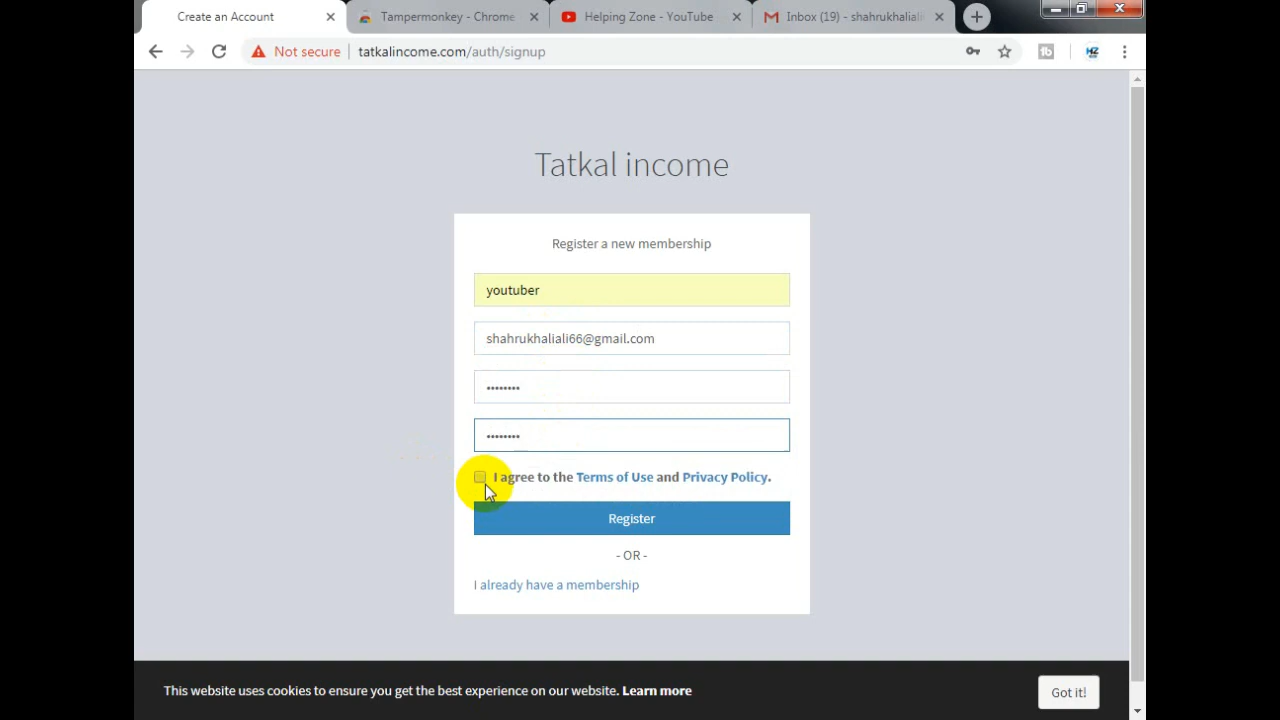 Create an Account
Tampermonkey - Chrome
Helping Zone - YouTube
Inbox (19) - shahrukhaliali
Not secure
tatkalincome.com/auth/signup
Tatkal income
Register a new membership
youtuber
shahrukhaliali66@gmail.com
••••••••
••••••••
I agree to the Terms of Use and Privacy Policy.
Register
- OR -
I already have a membership
This website uses cookies to ensure you get the best experience on our website. Learn more
Got it!